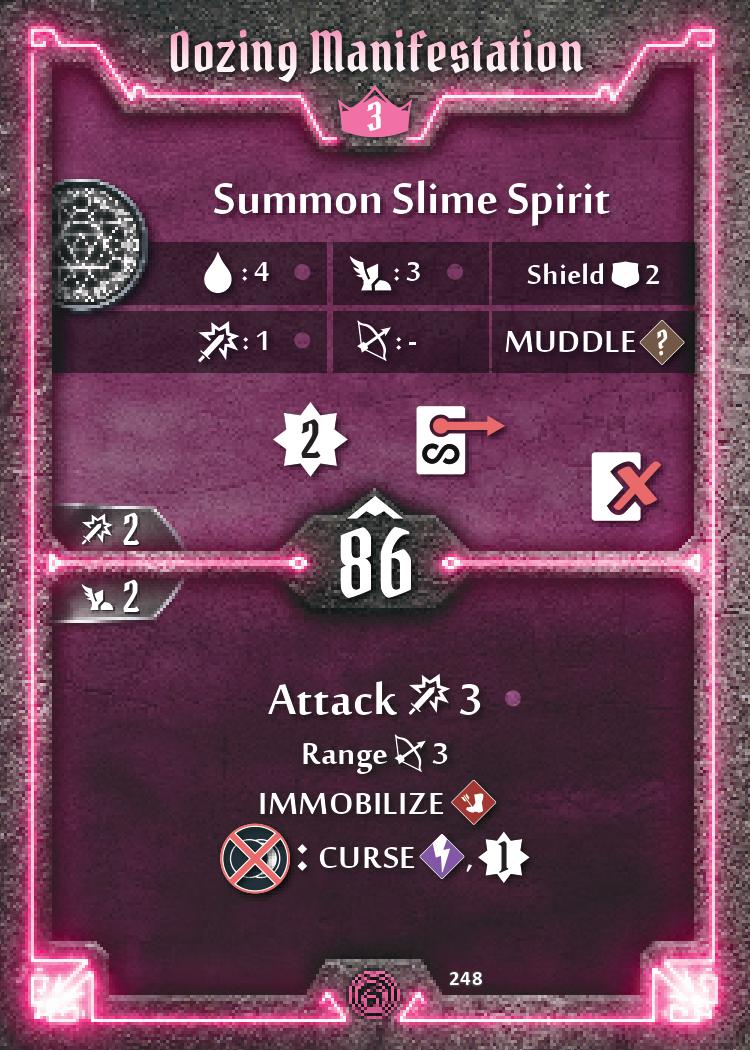 Oozing Manifestation
3
Summon Slime Spirit
: 4 : 3 Shield 2
: 1 : - MUDDLE ?
2
2
86
2
Attack 3
Range 3
IMMOBILIZE
: CURSE , 1
248